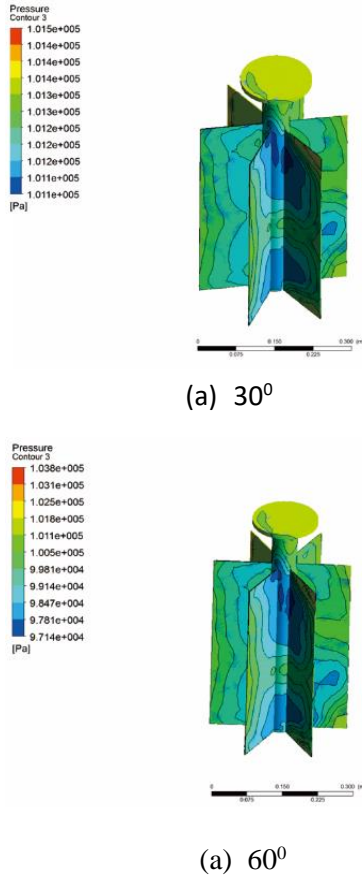 Pressure
Contour 3
1.015e+005
1.014e+005
1.014e+005
1.014e+005
1.013e+005
1.013e+005
1.012e+005
1.012e+005
1.012e+005
1.011e+005
1.011e+005
[Pa]
0 0.150 0.300 (m
0.075 0.225
(a) 30⁰
Pressure
Contour 3
1.038e+005
1.031e+005
1.025e+005
1.018e+005
1.011e+005
1.005e+005
9.981e+004
9.914e+004
9.847e+004
9.781e+004
9.714e+004
[Pa]
0 0.150 0.300 (m
0.075 0.225
(a) 60⁰